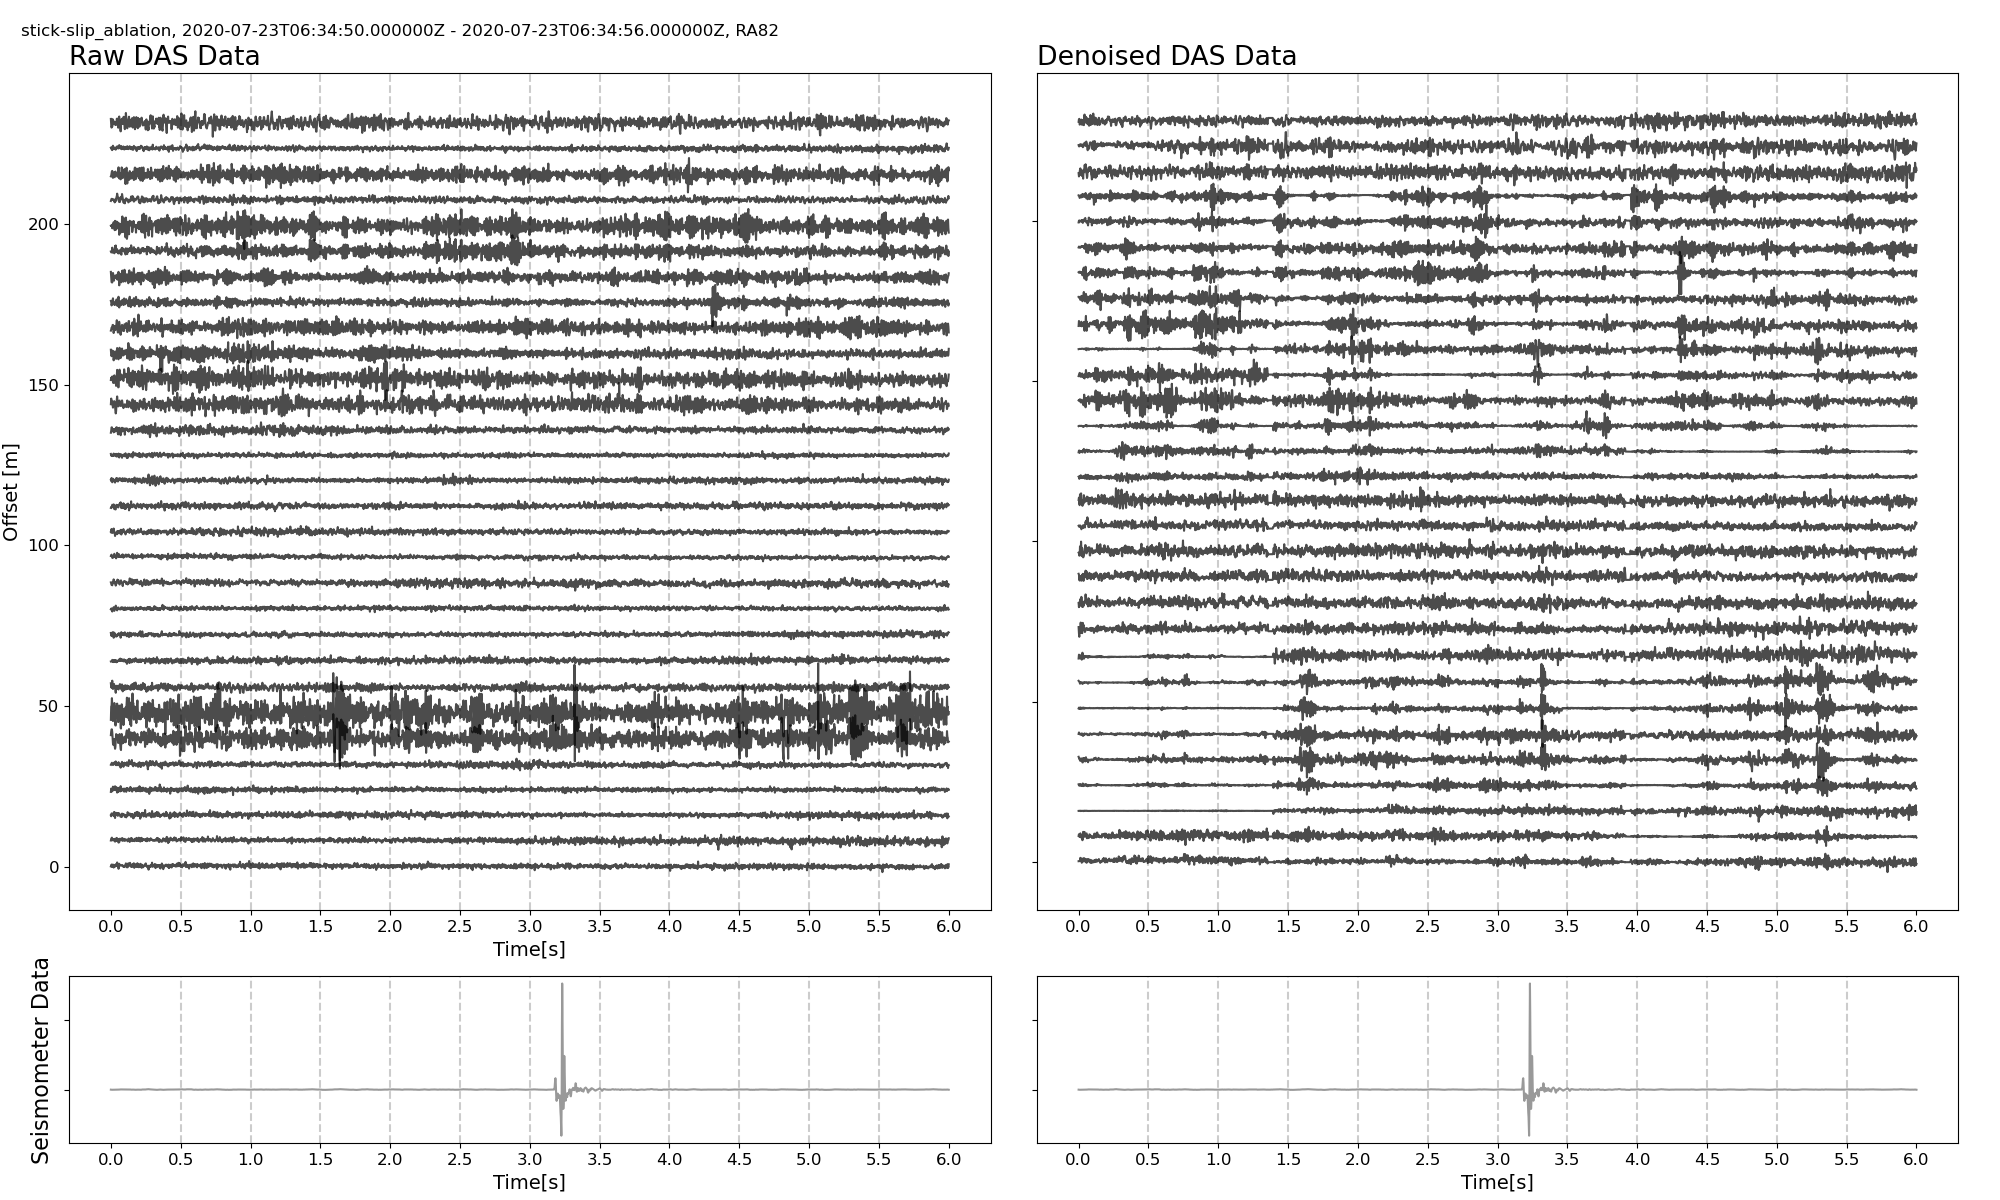 stick-slip_ablation, 2020-07-23T06:34:50.000000Z - 2020-07-23T06:34:56.000000Z, RA82
Raw DAS Data
Denoised DAS Data
Offset [m]
200
150
100
50
0
0.0 0.5 1.0 1.5 2.0 2.5 3.0 3.5 4.0 4.5 5.0 5.5 6.0
Time[s]
0.0 0.5 1.0 1.5 2.0 2.5 3.0 3.5 4.0 4.5 5.0 5.5 6.0
Seismometer Data
0.0 0.5 1.0 1.5 2.0 2.5 3.0 3.5 4.0 4.5 5.0 5.5 6.0
Time[s]
0.0 0.5 1.0 1.5 2.0 2.5 3.0 3.5 4.0 4.5 5.0 5.5 6.0
Time[s]